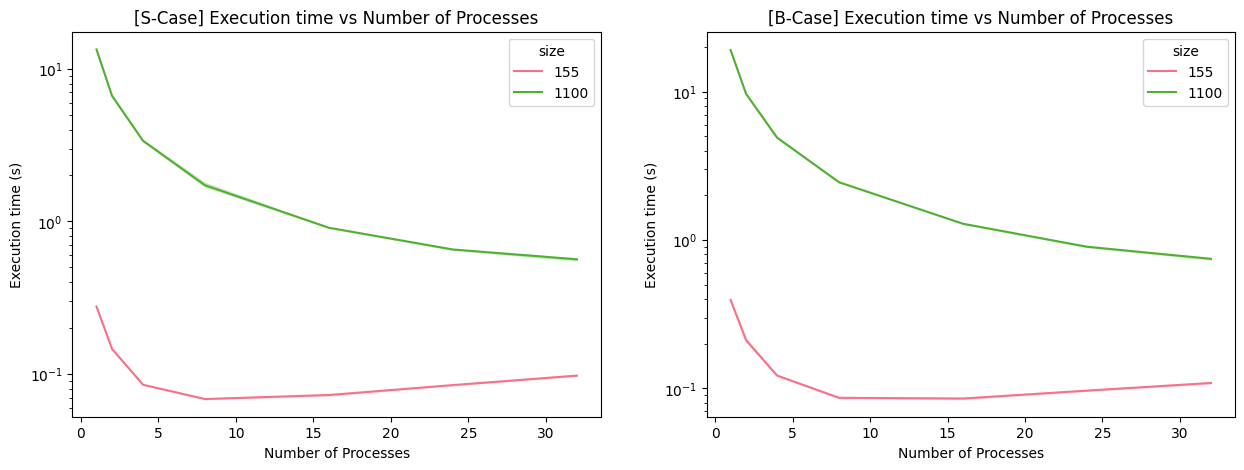 [S-Case] Execution time vs Number of Processes
size
155
1100
10¹
10⁰
10⁻¹
Execution time (s)
0 5 10 15 20 25 30
Number of Processes
[B-Case] Execution time vs Number of Processes
size
155
1100
10¹
10⁰
10⁻¹
Execution time (s)
0 5 10 15 20 25 30
Number of Processes